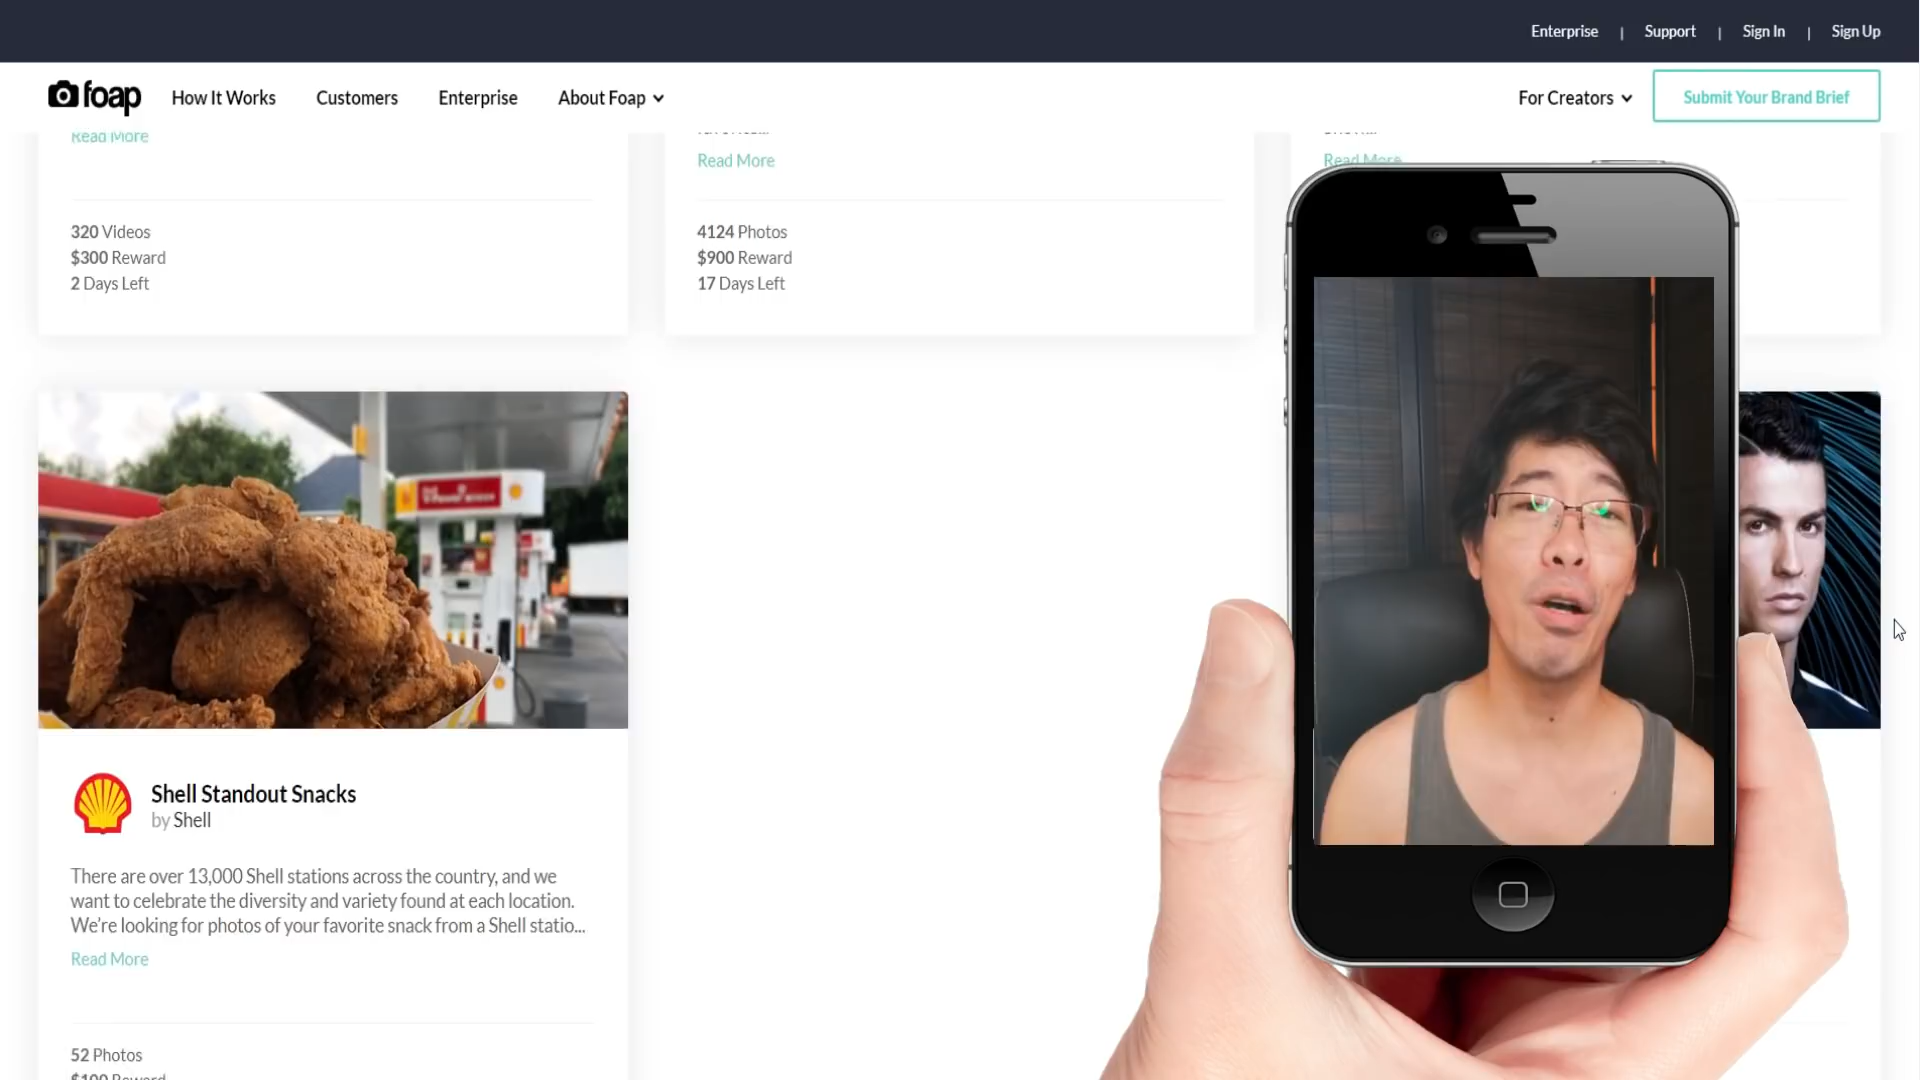 Enterprise | Support | Sign In | Sign Up
foap How It Works Customers Enterprise About Foap For Creators Submit Your Brand Brief
Read More
Read More
Read More
320 Videos
$300 Reward
2 Days Left
4124 Photos
$900 Reward
17 Days Left
Shell Standout Snacks
by Shell
There are over 13,000 Shell stations across the country, and we
want to celebrate the diversity and variety found at each location.
We're looking for photos of your favorite snack from a Shell statio...
Read More
52 Photos
$100 Reward